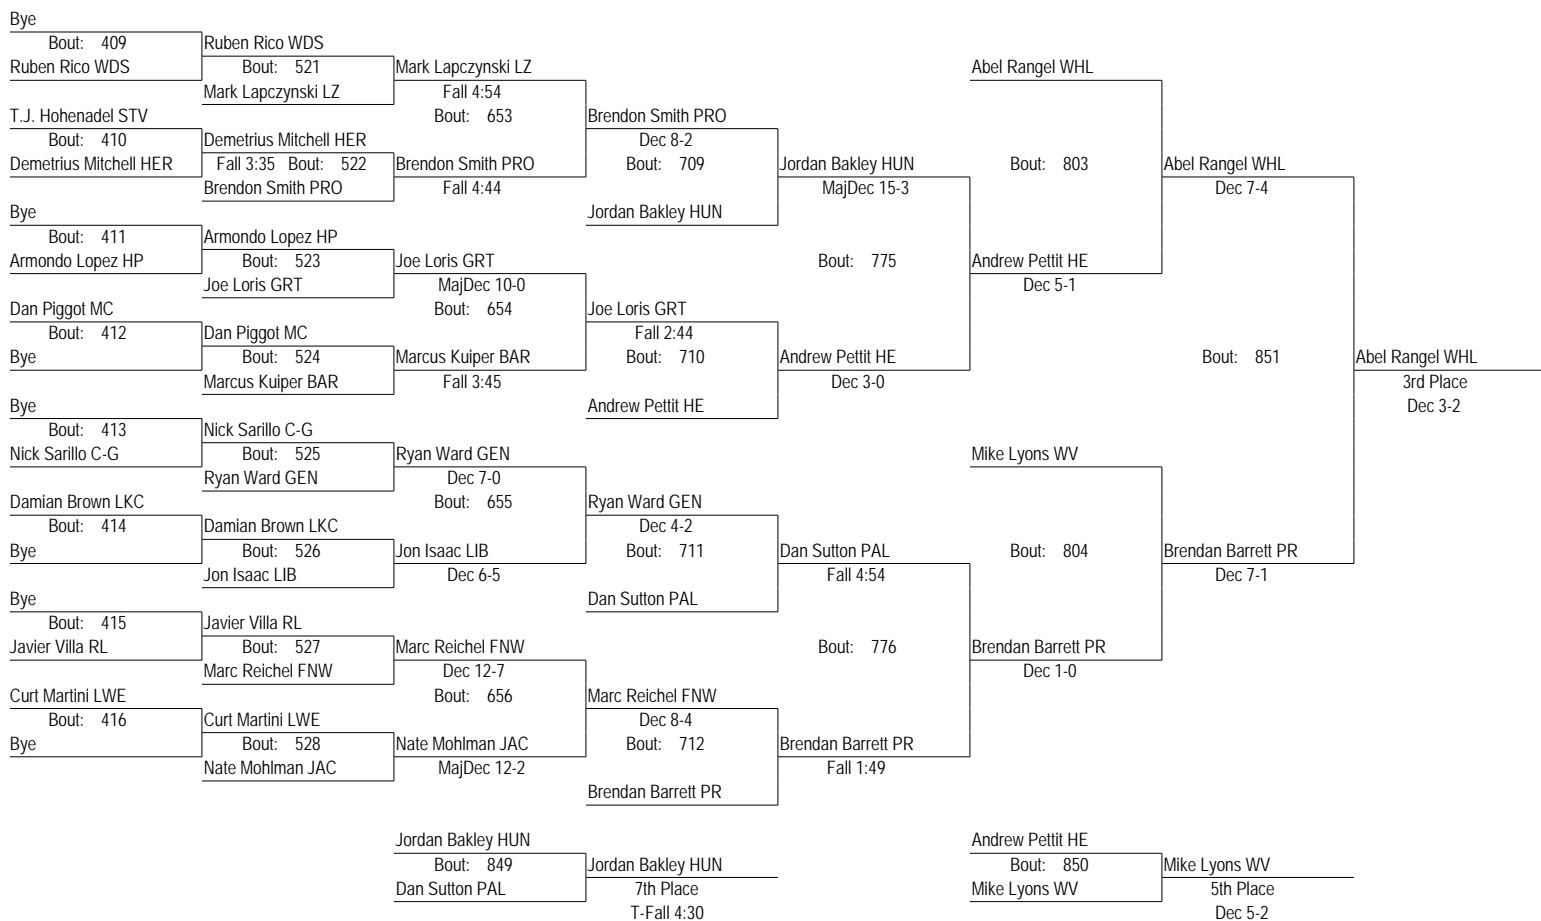 Bye
Bout: 409
Ruben Rico WDS
T.J. Hohenadel STV
Bout: 410
Demetrius Mitchell HER
Bye
Bout: 411
Armondo Lopez HP
Dan Piggot MC
Bout: 412
Bye
Bye
Bout: 413
Nick Sarillo C-G
Damian Brown LKC
Bout: 414
Bye
Bye
Bout: 415
Javier Villa RL
Curt Martini LWE
Bout: 416
Bye
Ruben Rico WDS
Bout: 521
Mark Lapczynski LZ
Demetrius Mitchell HER
Fall 3:35 Bout: 522
Brendon Smith PRO
Armondo Lopez HP
Bout: 523
Joe Loris GRT
Dan Piggot MC
Bout: 524
Marcus Kuiper BAR
Nick Sarillo C-G
Bout: 525
Ryan Ward GEN
Damian Brown LKC
Bout: 526
Jon Isaac LIB
Javier Villa RL
Bout: 527
Marc Reichel FNW
Curt Martini LWE
Bout: 528
Nate Mohlman JAC
Mark Lapczynski LZ
Fall 4:54
Bout: 653
Brendon Smith PRO
Fall 4:44
Joe Loris GRT
MajDec 10-0
Bout: 654
Marcus Kuiper BAR
Fall 3:45
Ryan Ward GEN
Dec 7-0
Bout: 655
Jon Isaac LIB
Dec 6-5
Marc Reichel FNW
Dec 12-7
Bout: 656
Nate Mohlman JAC
MajDec 12-2
Brendon Smith PRO
Dec 8-2
Bout: 709
Jordan Bakley HUN
Joe Loris GRT
Fall 2:44
Bout: 710
Andrew Pettit HE
Ryan Ward GEN
Dec 4-2
Bout: 711
Dan Sutton PAL
Marc Reichel FNW
Dec 8-4
Bout: 712
Brendan Barrett PR
Jordan Bakley HUN
MajDec 15-3
Bout: 775
Andrew Pettit HE
Dec 3-0
Dan Sutton PAL
Fall 4:54
Bout: 776
Brendan Barrett PR
Fall 1:49
Abel Rangel WHL
Bout: 803
Andrew Pettit HE
Dec 5-1
Mike Lyons WV
Bout: 804
Brendan Barrett PR
Dec 1-0
Abel Rangel WHL
Dec 7-4
Bout: 851
Brendan Barrett PR
Dec 7-1
Abel Rangel WHL
3rd Place
Dec 3-2
Jordan Bakley HUN
Bout: 849
Dan Sutton PAL
Jordan Bakley HUN
7th Place
T-Fall 4:30
Andrew Pettit HE
Bout: 850
Mike Lyons WV
Mike Lyons WV
5th Place
Dec 5-2